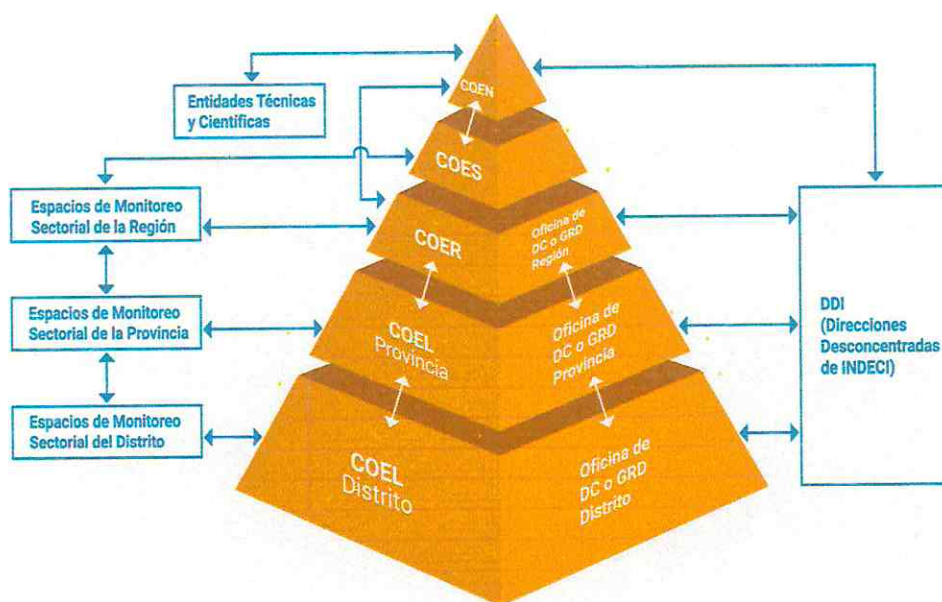 COEN
Entidades Técnicas
y Científicas
COES
Espacios de Monitoreo
Sectorial de la Región
COER
Oficina de
DC o GRD
Región
Espacios de Monitoreo
Sectorial de la Provincia
COEL
Provincia
Oficina de
DC o GRD
Provincia
DDI
(Direcciones
Desconcentradas
de INDECI)
Espacios de Monitoreo
Sectorial del Distrito
COEL
Distrito
Oficina de
DC o GRD
Distrito